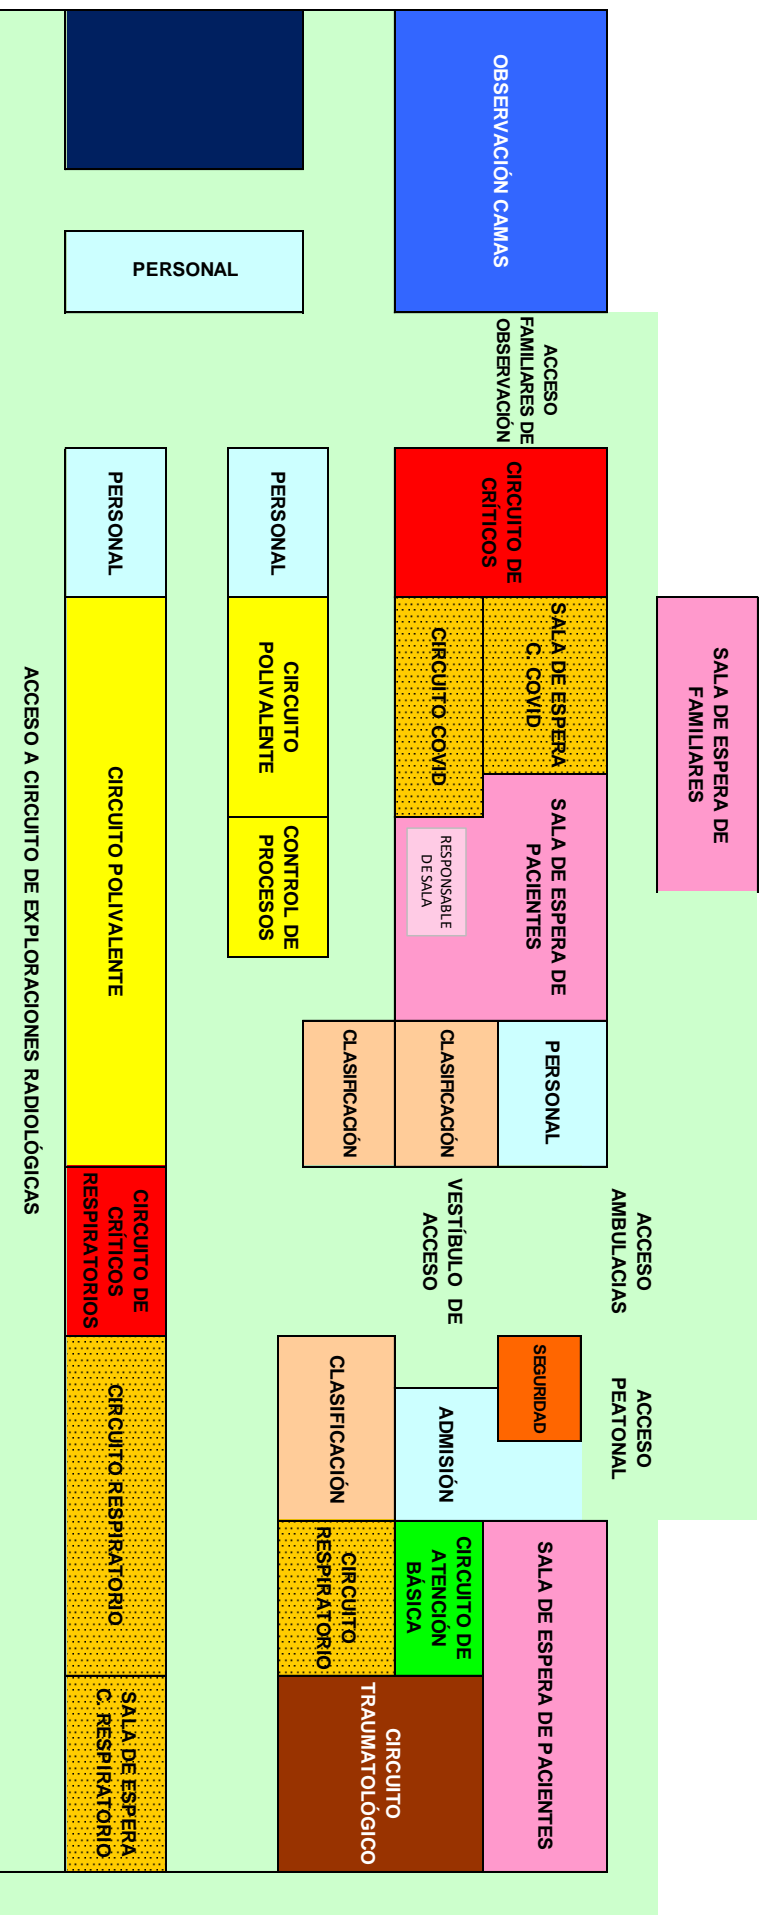 OBSERVACIÓN CAMAS
PERSONAL
ACCESO
FAMILIARES DE
OBSERVACIÓN
PERSONAL
PERSONAL
CIRCUITO DE
CRÍTICOS
SALA DE ESPERA DE
FAMILIARES
SALA DE ESPERA
C. COVID
CIRCUITO COVID
CIRCUITO
POLIVALENTE
CIRCUITO POLIVALENTE
ACCESO A CIRCUITO DE EXPLORACIONES RADIOLÓGICAS
SALA DE ESPERA DE
PACIENTES
RESPONSABLE
DE SALA
CONTROL DE
PROCESOS
CLASIFICACIÓN
CLASIFICACIÓN
PERSONAL
ACCESO
AMBULACIAS
VESTÍBULO DE
ACCESO
CIRCUITO DE
CRÍTICOS
RESPIRATORIOS
SEGURIDAD
ACCESO
PEATONAL
ADMISIÓN
CLASIFICACIÓN
CIRCUITO RESPIRATORIO
CIRCUITO
RESPIRATORIO
CIRCUITO DE
ATENCIÓN
BÁSICA
SALA DE ESPERA DE PACIENTES
CIRCUITO
TRAUMATOLÓGICO
SALA DE ESPERA
C. RESPIRATORIO